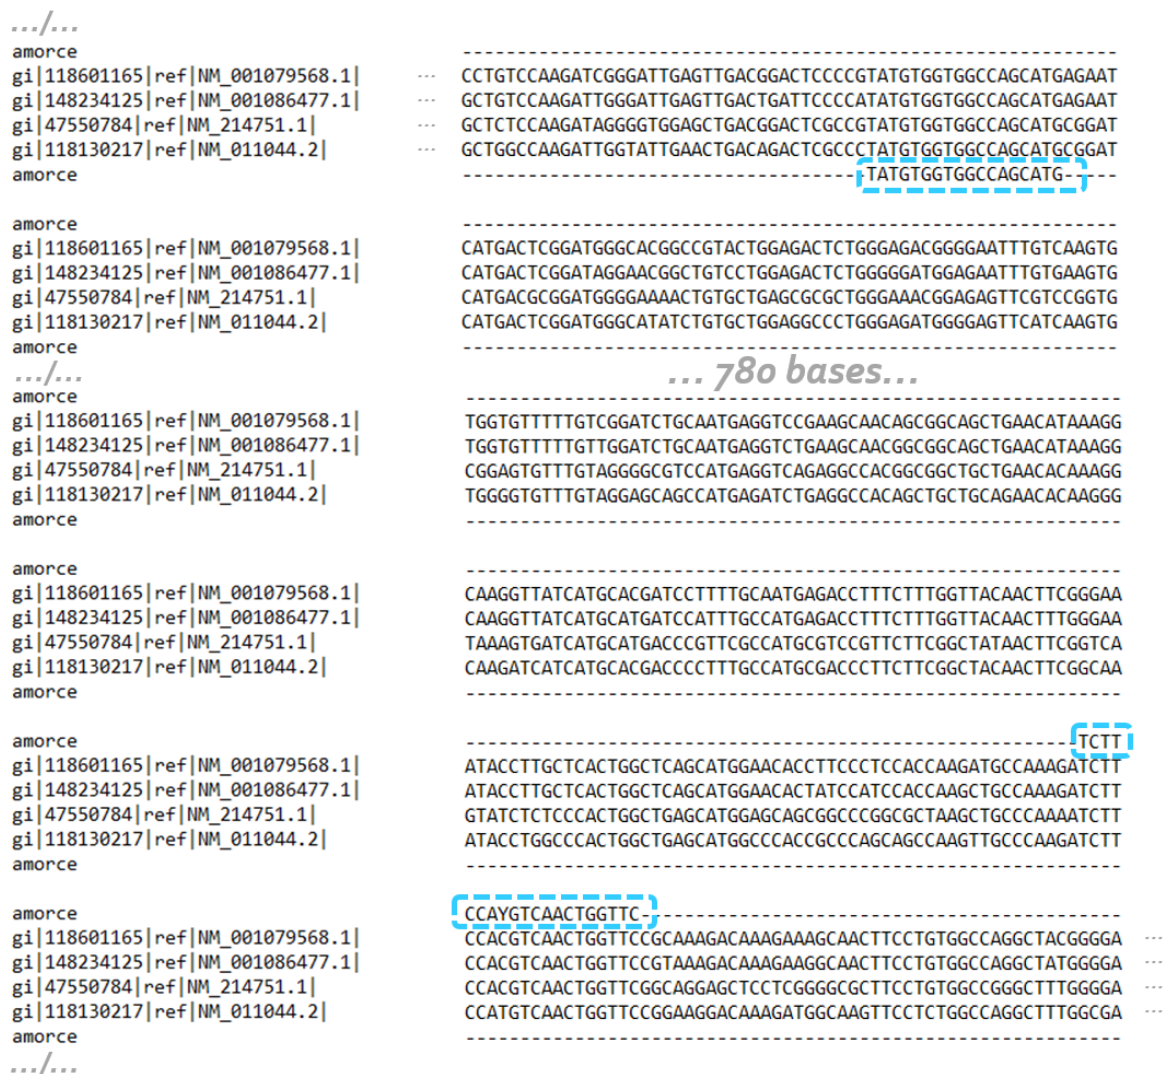 .../...
amorce ------------------------------------------------------------
gi|118601165|ref|NM_001079568.1| ... CCTGTCCAAGATCGGGATTGAGTTGACGGACTCCCCGTATGTGGTGGCCAGCATGAGAAT
gi|148234125|ref|NM_001086477.1| ... GCTGTCCAAGATTGGGATTGAGTTGACTGATTCCCCATATGTGGTGGCCAGCATGAGAAT
gi|47550784|ref|NM_214751.1| ... GCTCTCCAAGATAGGGGTGGAGCTGACGGACTCGCCGTATGTGGTGGCCAGCATGCGGAT
gi|118130217|ref|NM_011044.2| ... GCTGGCCAAGATTGGTATTGAACTGACAGACTCGCCCTATGTGGTGGCCAGCATGCGGAT
amorce -------------------------------------TATGTGGTGGCCAGCATG-----
amorce ------------------------------------------------------------
gi|118601165|ref|NM_001079568.1| CATGACTCGGATGGGCACGGCCGTACTGGAGACTCTGGGAGACGGGGAATTTGTCAAGTG
gi|148234125|ref|NM_001086477.1| CATGACTCGGATAGGAACGGCTGTCCTGGAGACTCTGGGGGATGGAGAATTTGTGAAGTG
gi|47550784|ref|NM_214751.1| CATGACGCGGATGGGGAAAACTGTGCTGAGCGCGCTGGGAAACGGAGAGTTCGTCCGGTG
gi|118130217|ref|NM_011044.2| CATGACTCGGATGGGCATATCTGTGCTGGAGGCCCTGGGAGATGGGGAGTTCATCAAGTG
amorce ------------------------------------------------------------
.../... ... 780 bases...
amorce ------------------------------------------------------------
gi|118601165|ref|NM_001079568.1| TGGTGTTTTTGTCGGATCTGCAATGAGGTCCGAAGCAACAGCGGCAGCTGAACATAAAGG
gi|148234125|ref|NM_001086477.1| TGGTGTTTTTGTTGGATCTGCAATGAGGTCTGAAGCAACGGCGGCAGCTGAACATAAAGG
gi|47550784|ref|NM_214751.1| CGGAGTGTTTGTAGGGGCGTCCATGAGGTCAGAGGCCACGGCGGCTGCTGAACACAAAGG
gi|118130217|ref|NM_011044.2| TGGGGTGTTTGTAGGAGCAGCCATGAGATCTGAGGCCACAGCTGCTGCAGAACACAAGGG
amorce ------------------------------------------------------------
amorce ------------------------------------------------------------
gi|118601165|ref|NM_001079568.1| CAAGGTTATCATGCACGATCCTTTTGCAATGAGACCTTTCTTTGGTTACAACTTCGGGAA
gi|148234125|ref|NM_001086477.1| CAAGGTTATCATGCATGATCCATTTGCCATGAGACCTTTCTTTGGTTACAACTTTGGGAA
gi|47550784|ref|NM_214751.1| TAAAGTGATCATGCATGACCCGTTCGCCATGCGTCCGTTCTTCGGCTATAACTTCGGTCA
gi|118130217|ref|NM_011044.2| CAAGATCATCATGCACGACCCCTTTGCCATGCGACCCTTCTTCGGCTACAACTTCGGCAA
amorce ------------------------------------------------------------
amorce --------------------------------------------------------TCTT
gi|118601165|ref|NM_001079568.1| ATACCTTGCTCACTGGCTCAGCATGGAACACCTTCCCTCCACCAAGATGCCAAAGATCTT
gi|148234125|ref|NM_001086477.1| ATACCTTGCTCACTGGCTCAGCATGGAACACTATCCATCCACCAAGCTGCCAAAGATCTT
gi|47550784|ref|NM_214751.1| GTATCTCTCCCACTGGCTGAGCATGGAGCAGCGGCCCGGCGCTAAGCTGCCCAAAATCTT
gi|118130217|ref|NM_011044.2| ATACCTGGCCCACTGGCTGAGCATGGCCCACCGCCCAGCAGCCAAGTTGCCCAAGATCTT
amorce ------------------------------------------------------------
amorce CCAYGTCAACTGGTTC--------------------------------------------
gi|118601165|ref|NM_001079568.1| CCACGTCAACTGGTTCCGCAAAGACAAAGAAAGCAACTTCCTGTGGCCAGGCTACGGGGA ...
gi|148234125|ref|NM_001086477.1| CCACGTCAACTGGTTCCGTAAAGACAAAGAAGGCAACTTCCTGTGGCCAGGCTATGGGGA ...
gi|47550784|ref|NM_214751.1| CCACGTCAACTGGTTCGGCAGGAGCTCCTCGGGGCGCTTCCTGTGGCCGGGCTTTGGGGA ...
gi|118130217|ref|NM_011044.2| CCATGTCAACTGGTTCCGGAAGGACAAAGATGGCAAGTTCCTCTGGCCAGGCTTTGGCGA ...
amorce ------------------------------------------------------------
.../...